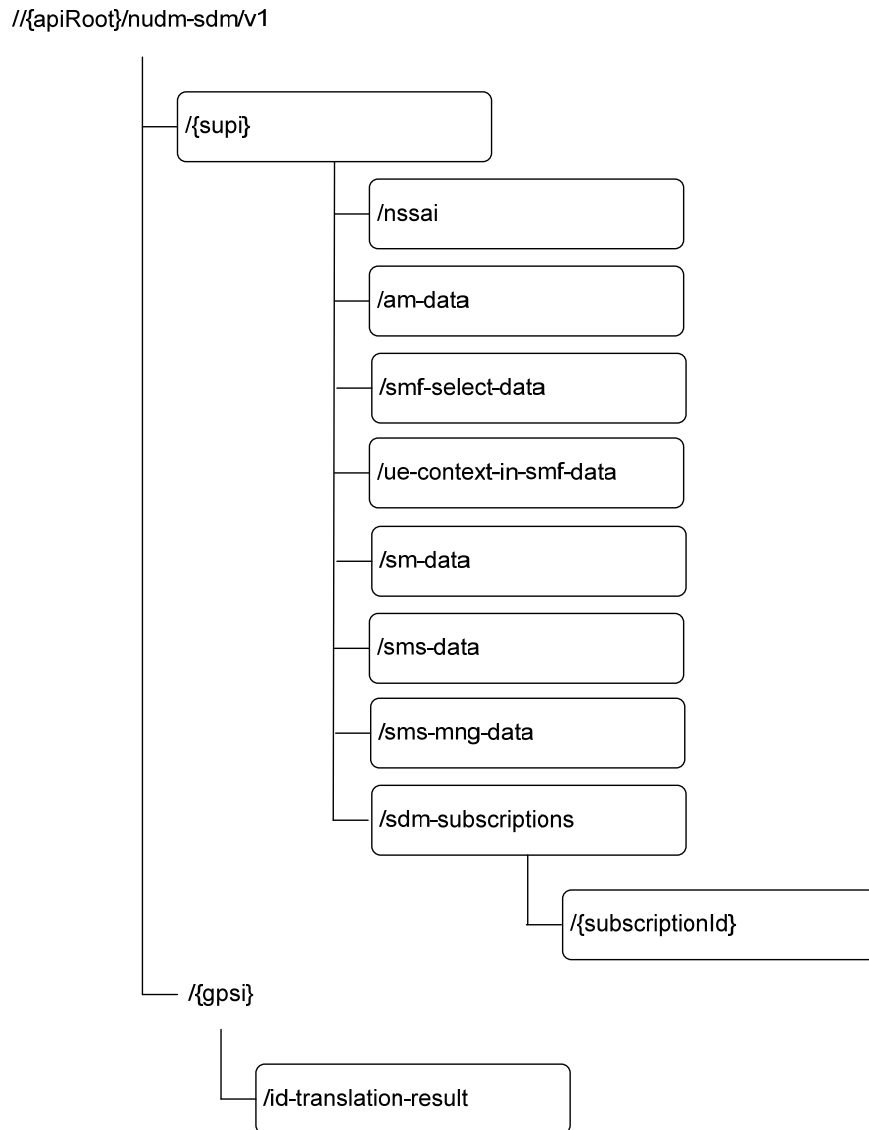 //{apiRoot}/nudm-sdm/v1
/{supi}
/nssai
/am-data
/smf-select-data
/ue-context-in-smf-data
/sm-data
/sms-data
/sms-mng-data
/sdm-subscriptions
/{subscriptionId}
/{gpsi}
/id-translation-result